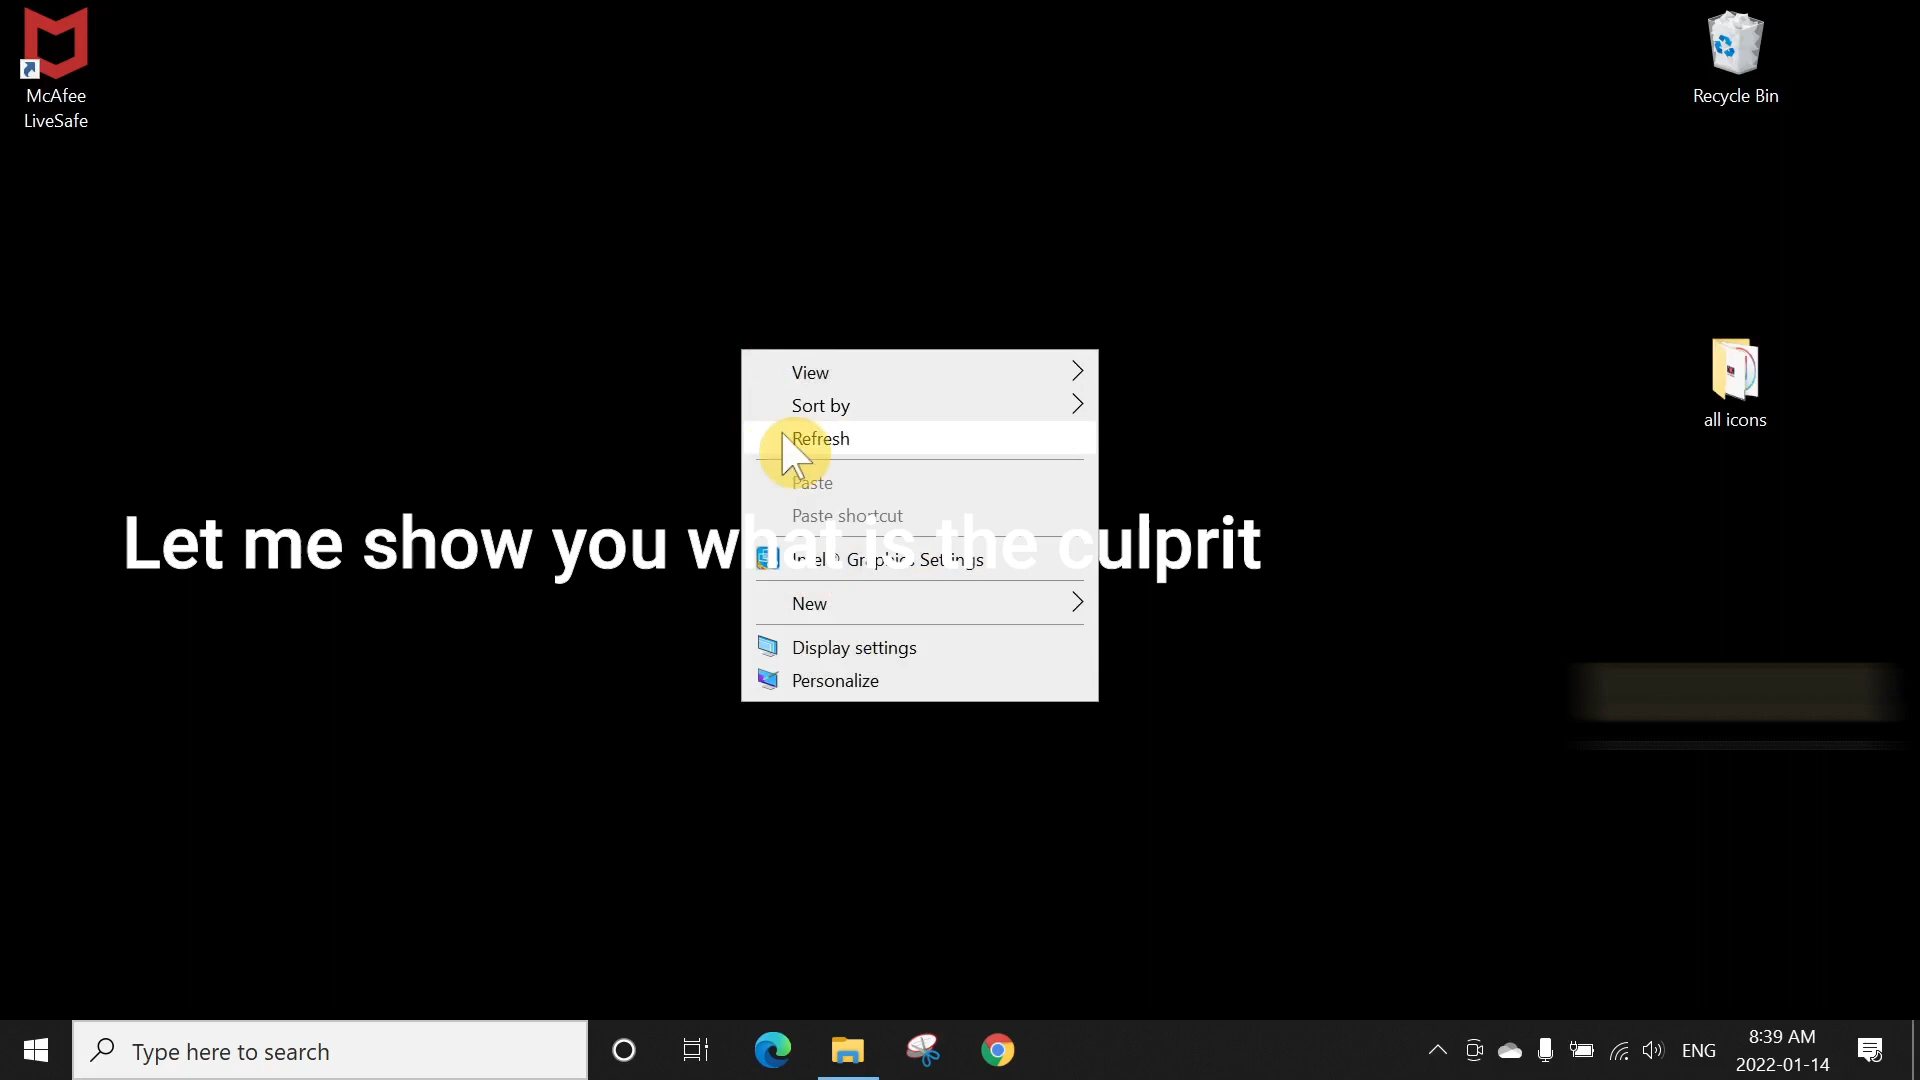 McAfee
LiveSafe
Recycle Bin
all icons
View
Sort by
Refresh
Paste
Paste shortcut
Let me show you what is the culprit
Intel® Graphics Settings
New
Display settings
Personalize
Type here to search
ENG
8:39 AM
2022-01-14